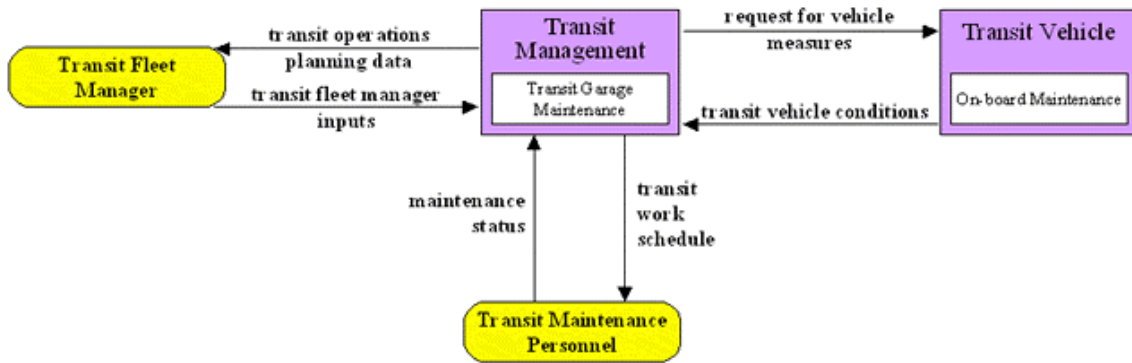 Transit
Management
Transit Garage
Maintenance
request for vehicle
measures
Transit Vehicle
On-board Maintenance
transit operations
planning data
Transit Fleet
Manager
transit fleet manager
inputs
transit vehicle conditions
maintenance
status
transit
work
schedule
Transit Maintenance
Personnel